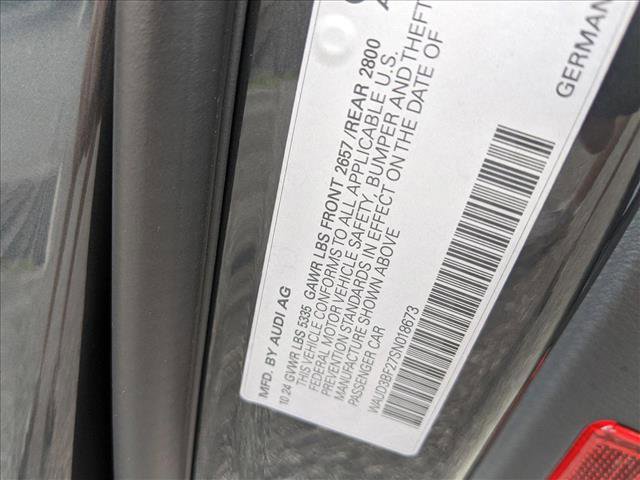 MFD. BY AUDI AG
10 24 GWWR LBS 5335 GAWR LBS FRONT 2657/REAR 2800
THIS VEHICLE CONFORMS TO ALL APPLICABLE U.S.
FEDERAL MOTOR VEHICLE SAFETY, BUMPER AND THEFT
PREVENTION STANDARDS IN EFFECT ON THE DATE OF
MANUFACTURE SHOWN ABOVE
PASSENGER CAR
WAUD3BF27SN018673
GERMAN